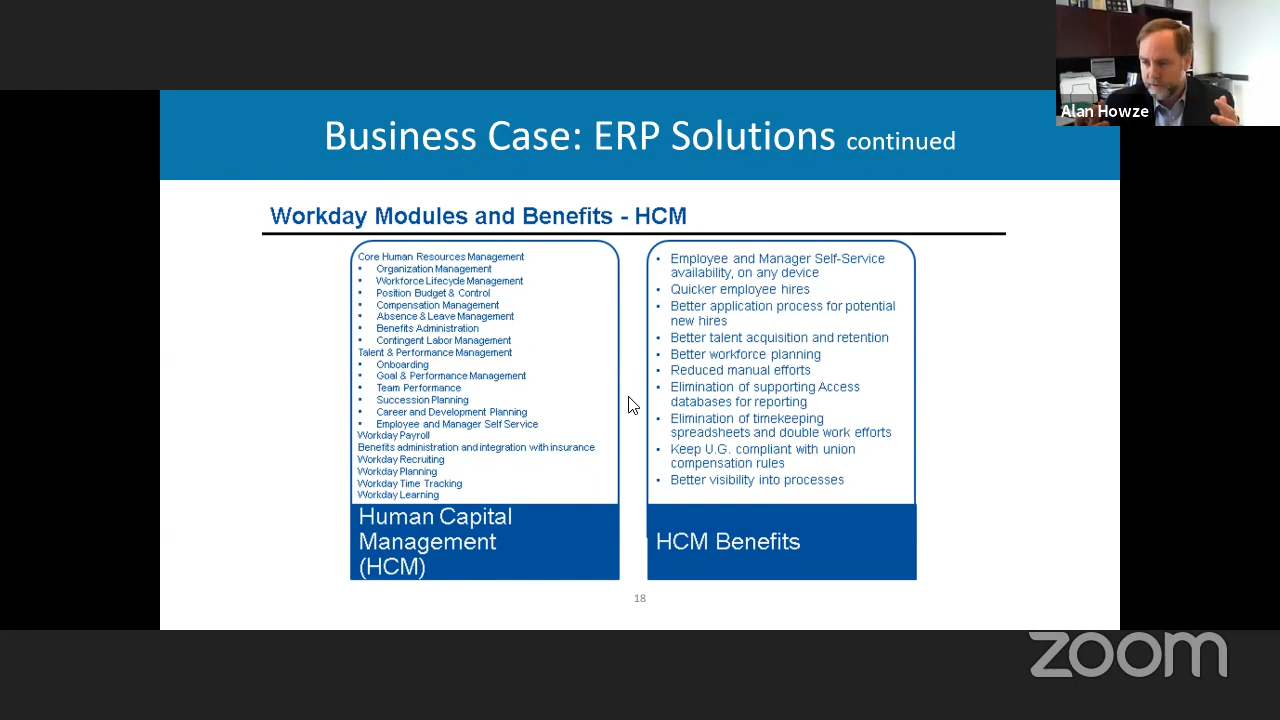 Alan Howze
Business Case: ERP Solutions continued
Workday Modules and Benefits - HCM
Core Human Resources Management
• Organization Management
• Workforce Lifecycle Management
• Position Budget & Control
• Compensation Management
• Absence & Leave Management
• Benefits Administration
• Contingent Labor Management
Talent & Performance Management
• Onboarding
• Goal & Performance Management
• Team Performance
• Succession Planning
• Career and Development Planning
• Employee and Manager Self Service
Workday Payroll
Benefits administration and integration with insurance
Workday Recruiting
Workday Planning
Workday Time Tracking
Workday Learning
Human Capital
Management
(HCM)
• Employee and Manager Self-Service
availability, on any device
• Quicker employee hires
• Better application process for potential
new hires
• Better talent acquisition and retention
• Better workforce planning
• Reduced manual efforts
• Elimination of supporting Access
databases for reporting
• Elimination of timekeeping
spreadsheets and double work efforts
• Keep U.G. compliant with union
compensation rules
• Better visibility into processes
HCM Benefits
18
zoom